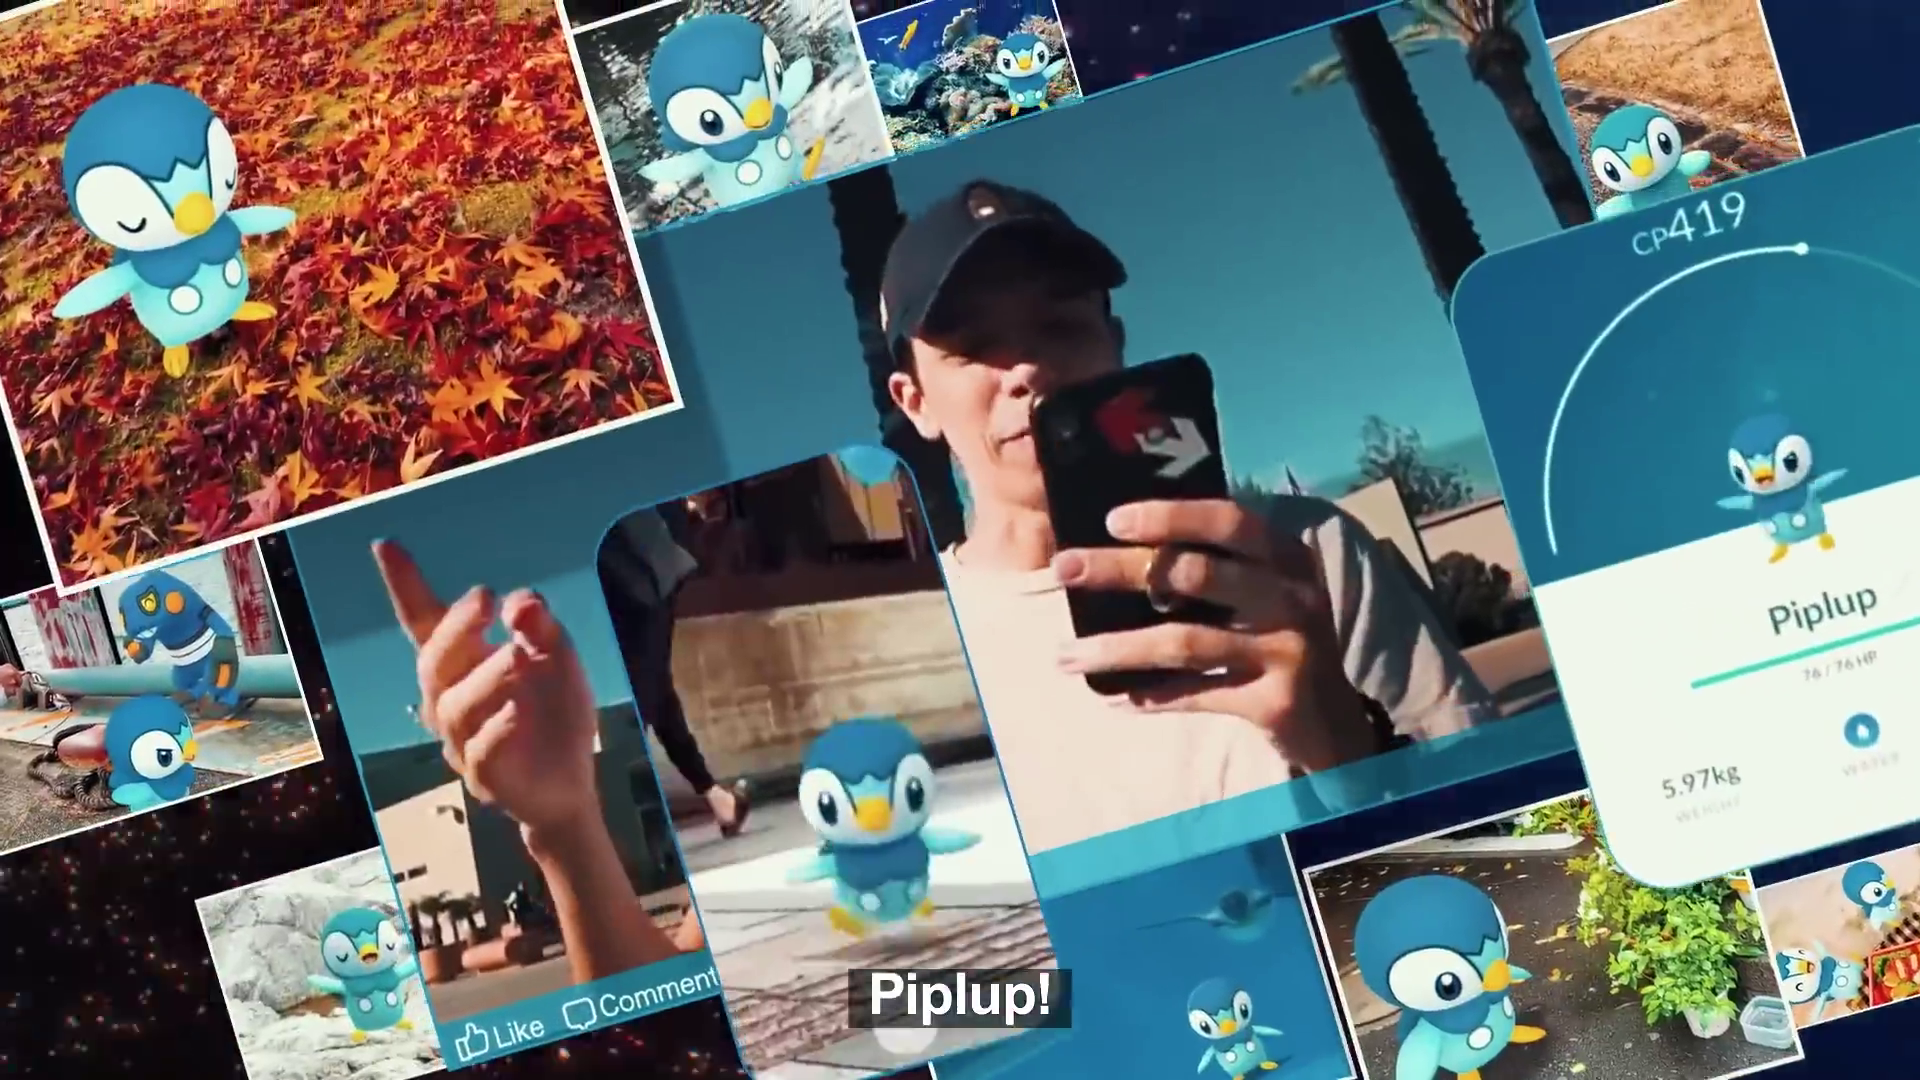 CP419
Piplup
76 / 76 HP
5.97kg
WEIGHT
WATER
Like
Comment
Piplup!